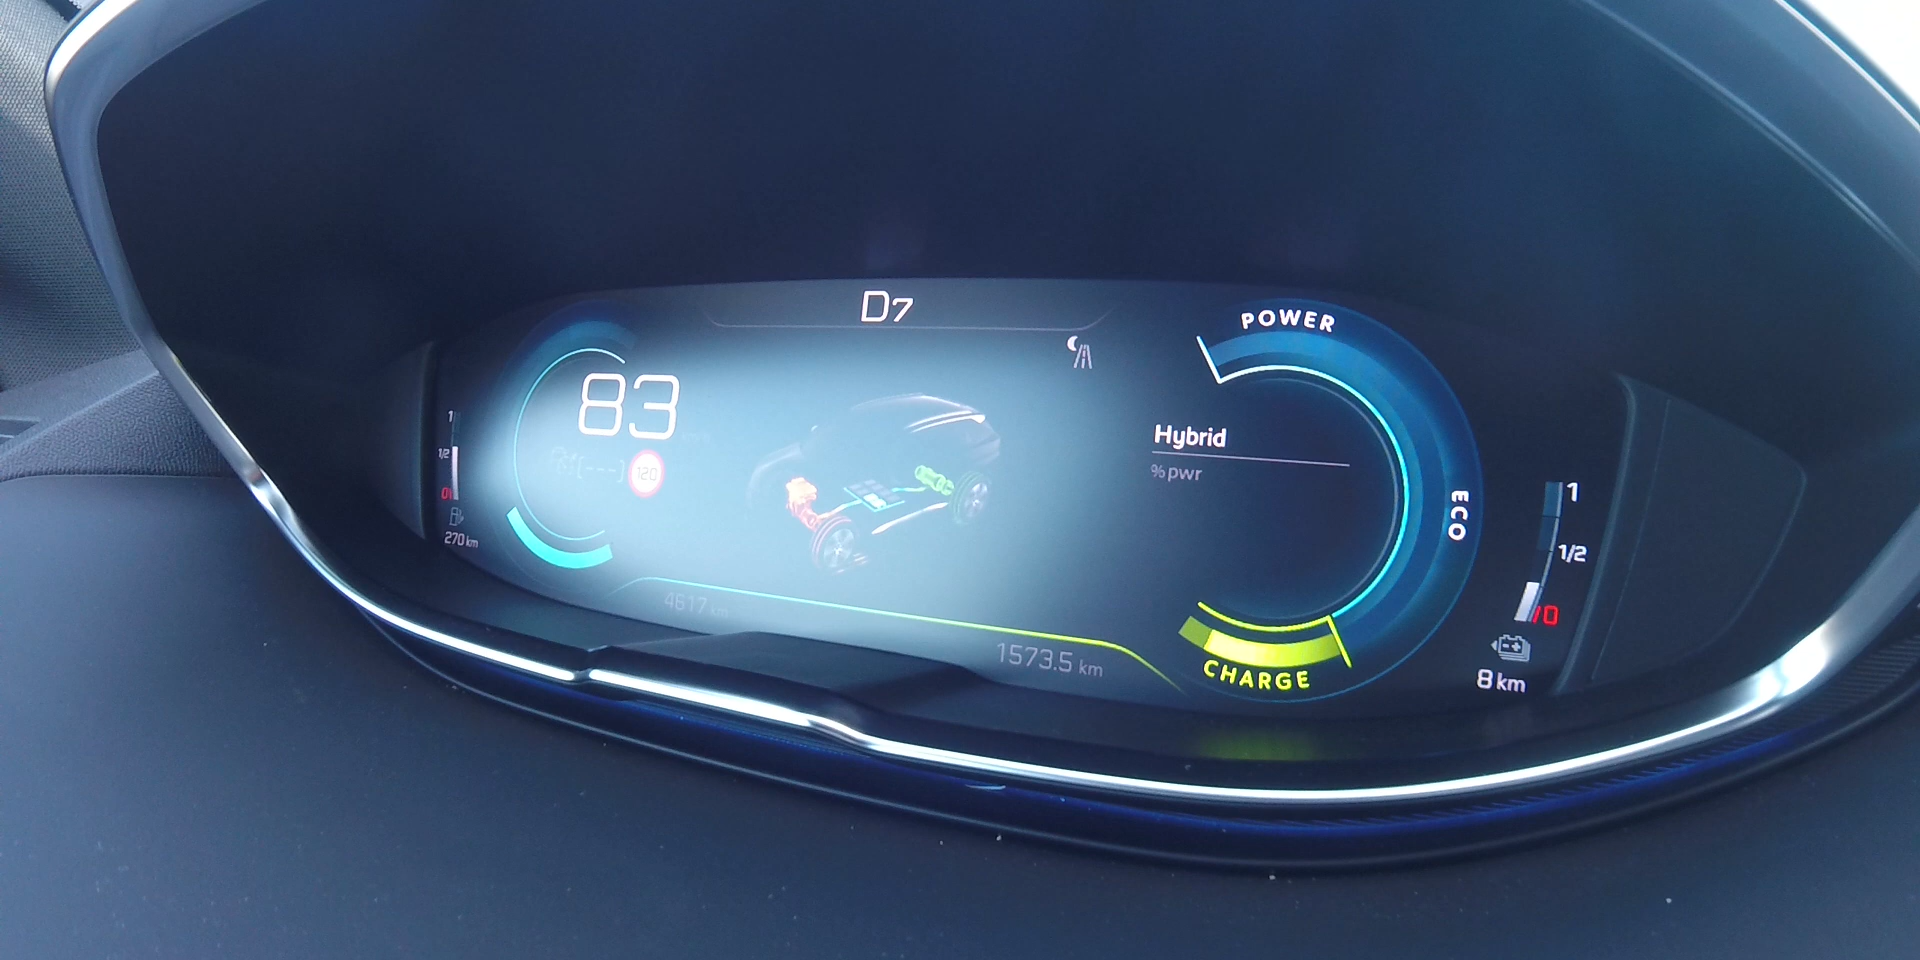 D7
POWER
83
[---] 120
Hybrid
%pwr
ECO
1
1/2
0
270 km
1
1/2
0
8 km
4617 km
1573.5 km
CHARGE